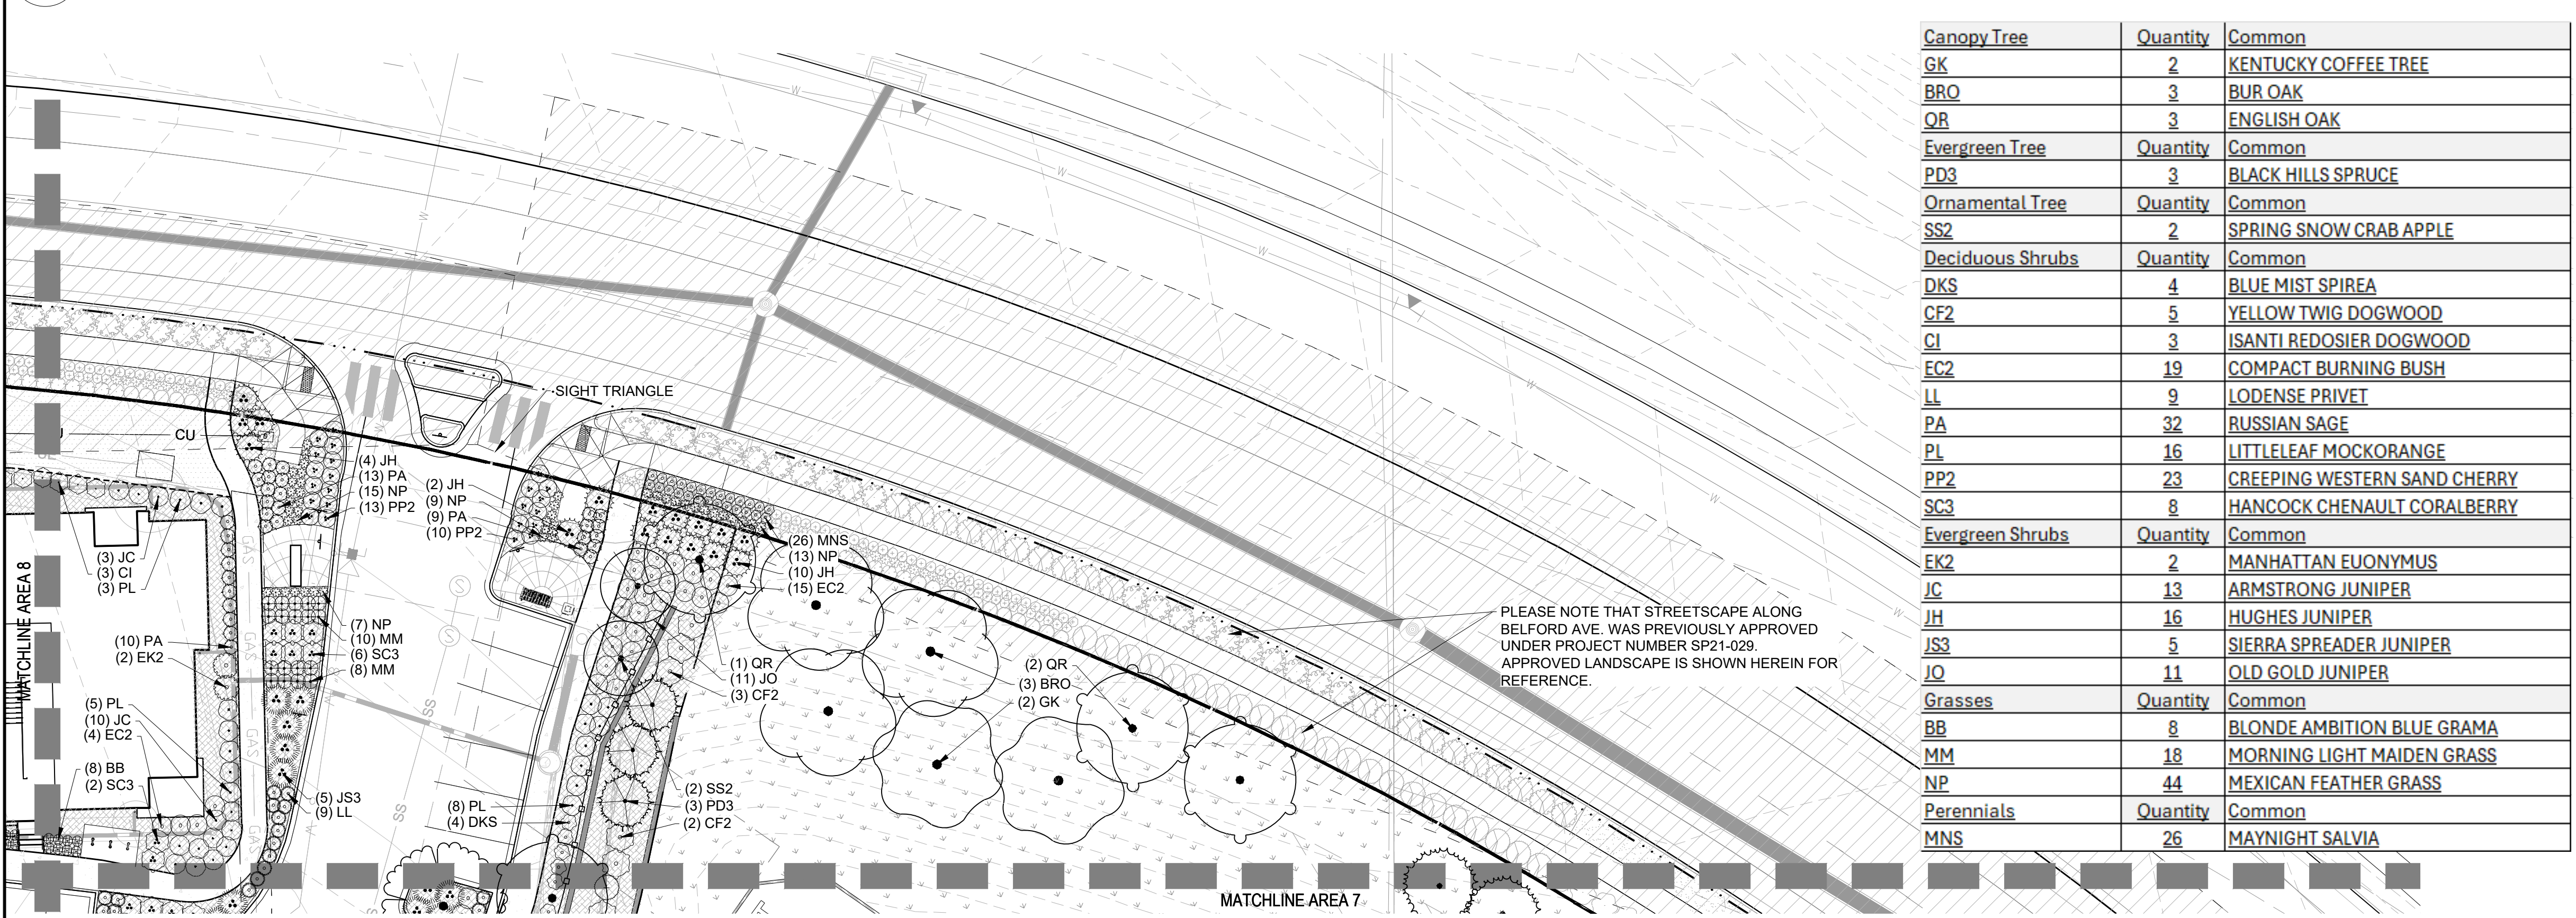 SIGHT TRIANGLE
CU
(4) JH
(13) PA
(15) NP
(13) PP2
(2) JH
(9) NP
(9) PA
(10) PP2
(3) JC
(3) CI
(3) PL
(26) MNS
(13) NP
(10) JH
(15) EC2
MATCHLINE AREA 8
(10) PA
(2) EK2
(7) NP
(10) MM
(6) SC3
(8) MM
(5) PL
(10) JC
(4) EC2
(8) BB
(2) SC3
(5) JS3
(9) LL
(1) QR
(11) JO
(3) CF2
(2) QR
(3) BRO
(2) GK
(8) PL
(4) DKS
(2) SS2
(3) PD3
(2) CF2
PLEASE NOTE THAT STREETSCAPE ALONG
BELFORD AVE. WAS PREVIOUSLY APPROVED
UNDER PROJECT NUMBER SP21-029.
APPROVED LANDSCAPE IS SHOWN HEREIN FOR
REFERENCE.
MATCHLINE AREA 7
W
W
W
W
W
W
GAS
GAS
GAS
GAS
SS
SS
SS
S
S
Canopy Tree Quantity Common
GK 2 KENTUCKY COFFEE TREE
BRO 3 BUR OAK
QR 3 ENGLISH OAK
Evergreen Tree Quantity Common
PD3 3 BLACK HILLS SPRUCE
Ornamental Tree Quantity Common
SS2 2 SPRING SNOW CRAB APPLE
Deciduous Shrubs Quantity Common
DKS 4 BLUE MIST SPIREA
CF2 5 YELLOW TWIG DOGWOOD
CI 3 ISANTI REDOSIER DOGWOOD
EC2 19 COMPACT BURNING BUSH
LL 9 LODENSE PRIVET
PA 32 RUSSIAN SAGE
PL 16 LITTLELEAF MOCKORANGE
PP2 23 CREEPING WESTERN SAND CHERRY
SC3 8 HANCOCK CHENAULT CORALBERRY
Evergreen Shrubs Quantity Common
EK2 2 MANHATTAN EUONYMUS
JC 13 ARMSTRONG JUNIPER
JH 16 HUGHES JUNIPER
JS3 5 SIERRA SPREADER JUNIPER
JO 11 OLD GOLD JUNIPER
Grasses Quantity Common
BB 8 BLONDE AMBITION BLUE GRAMA
MM 18 MORNING LIGHT MAIDEN GRASS
NP 44 MEXICAN FEATHER GRASS
Perennials Quantity Common
MNS 26 MAYNIGHT SALVIA